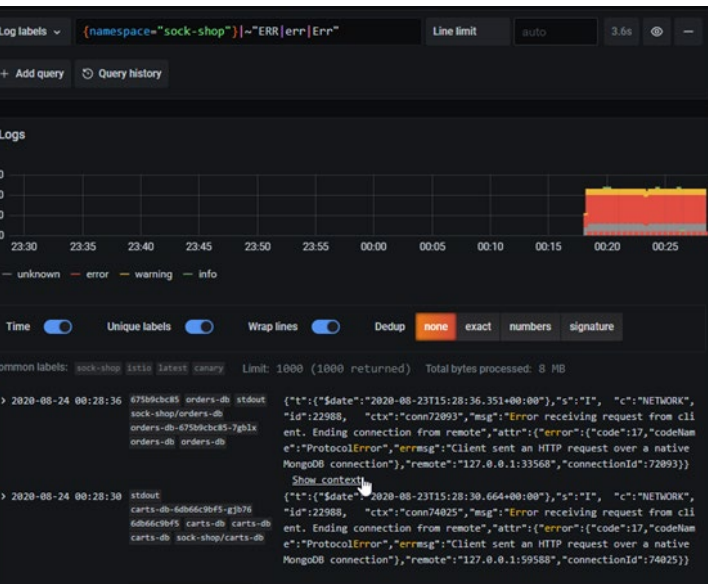 Log labels {namespace="sock-shop"}|~"ERR|err|Err" Line limit auto 3.6s
+ Add query Query history
Logs
23:30 23:35 23:40 23:45 23:50 23:55 00:00 00:05 00:10 00:15 00:20 00:25
unknown error warning info
Time Unique labels Wrap lines Dedup none exact numbers signature
ommon labels: sock-shop istio latest canary Limit: 1000 (1000 returned) Total bytes processed: 8 MB
> 2020-08-24 00:28:36 675b9cbc85 orders-db stdout {"t":{"$date":"2020-08-23T15:28:36.351+00:00"},"s":"I", "c":"NETWORK",
sock-shop/orders-db "id":22988, "ctx":"conn72093","msg":"Error receiving request from cli
orders-db-675b9cbc85-7gblx ent. Ending connection from remote","attr":{"error":{"code":17,"codeNam
orders-db orders-db e":"ProtocolError","errmsg":"Client sent an HTTP request over a native
MongoDB connection"},"remote":"127.0.0.1:33568","connectionId":72093}}
Show context
> 2020-08-24 00:28:30 stdout {"t":{"$date":"2020-08-23T15:28:30.664+00:00"},"s":"I", "c":"NETWORK",
carts-db-6db66c9bf5-gjb76 "id":22988, "ctx":"conn74025","msg":"Error receiving request from cli
6db66c9bf5 carts-db carts-db ent. Ending connection from remote","attr":{"error":{"code":17,"codeNam
carts-db sock-shop/carts-db e":"ProtocolError","errmsg":"Client sent an HTTP request over a native
MongoDB connection"},"remote":"127.0.0.1:59588","connectionId":74025}}